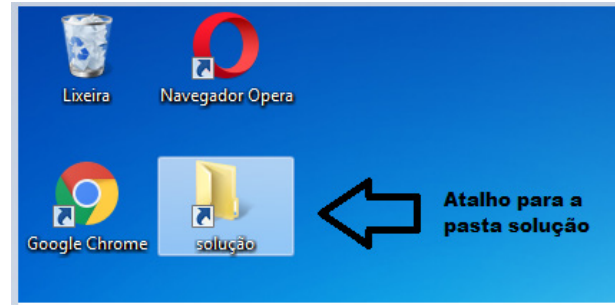 Lixeira
Navegador Opera
Google Chrome
solução
Atalho para a
pasta solução